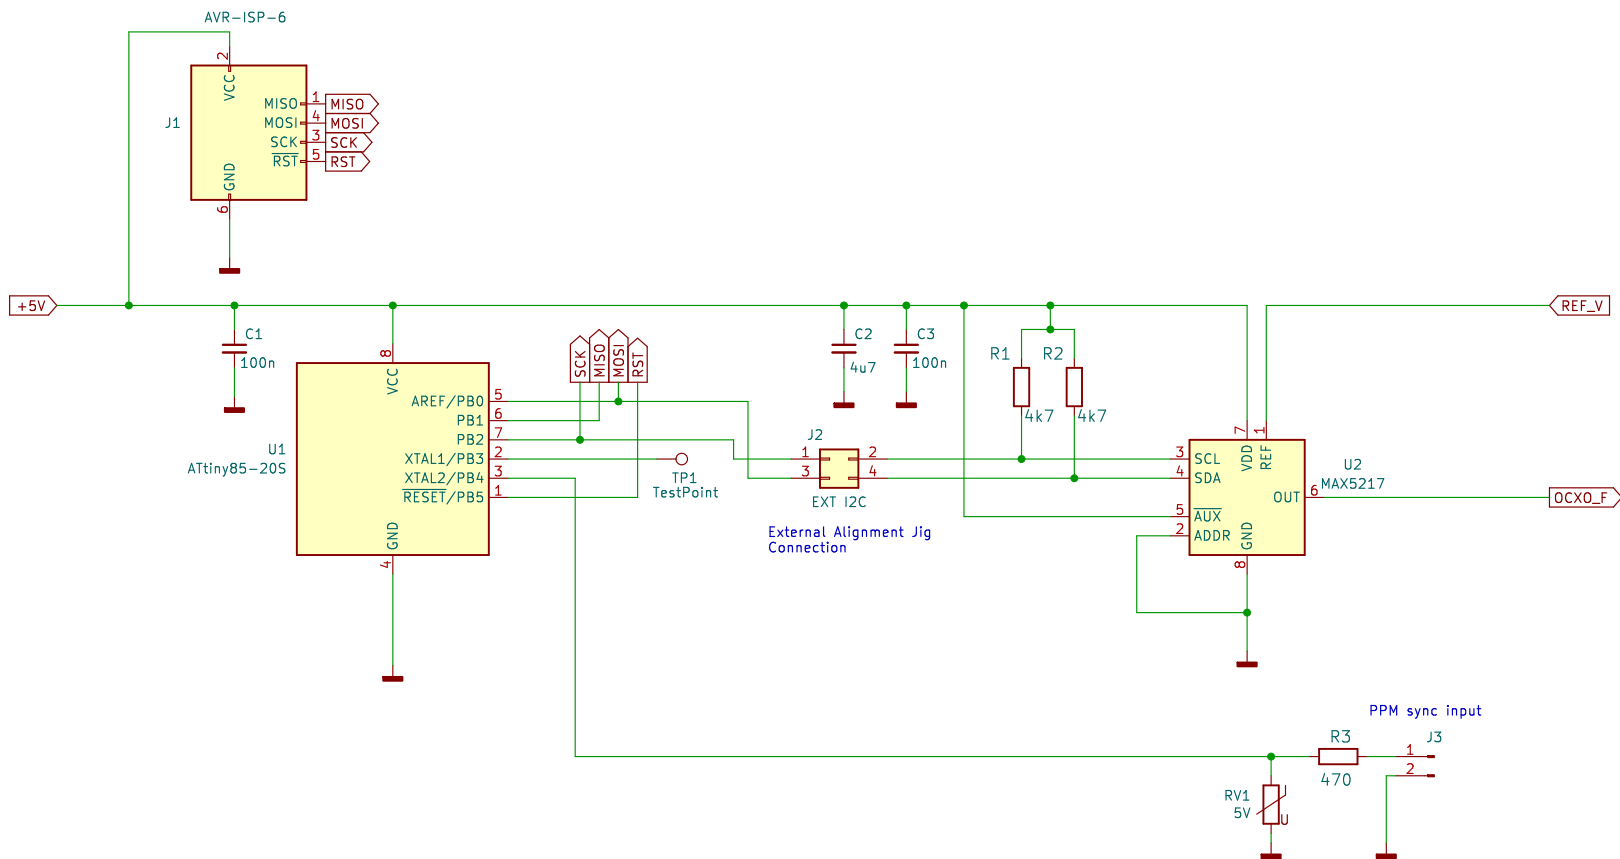 AVR-ISP-6
2
VCC
J1
MISO 1 MISO
MOSI 4 MOSI
SCK 3 SCK
RST 5 RST
GND
6
+5V
REF_V
C1
100n
C2
4u7
C3
100n
R1
4k7
R2
4k7
SCK
MISO
MOSI
RST
8
VCC
U1
ATtiny85-20S
AREF/PB0 5
PB1 6
PB2 7
XTAL1/PB3 2
XTAL2/PB4 3
RESET/PB5 1
GND
4
TP1
TestPoint
J2
1 2
3 4
EXT I2C
External Alignment Jig
Connection
7 1
VDD REF
3 SCL
4 SDA
5 AUX
2 ADDR
GND
8
OUT 6
U2
MAX5217
OCXO_F
PPM sync input
R3
470
J3
1
2
RV1
5V
U